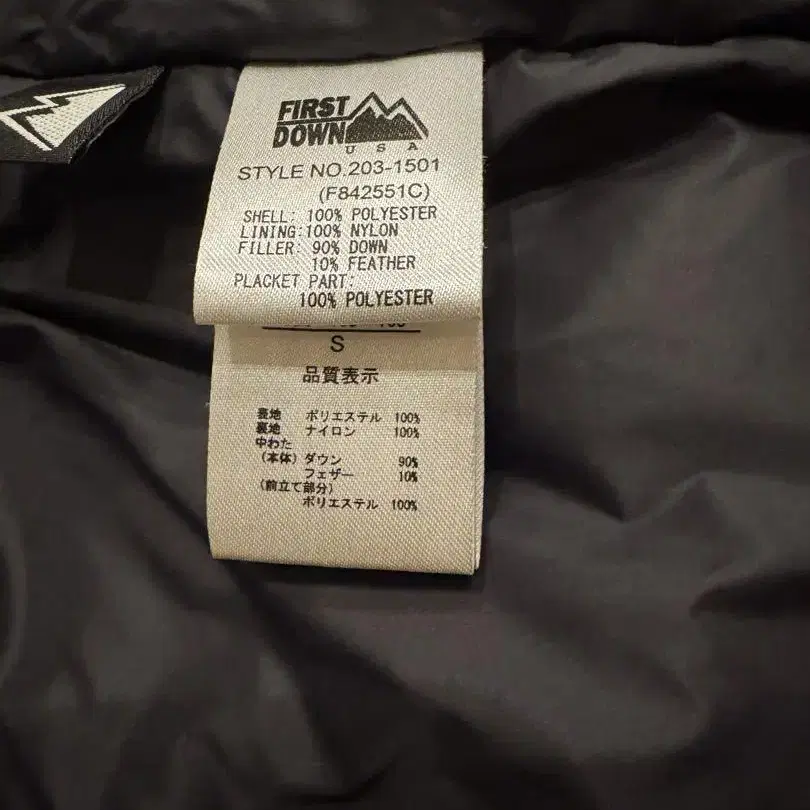 FIRST
DOWN
USA
STYLE NO.203-1501
(F842551C)
SHELL: 100% POLYESTER
LINING:100% NYLON
FILLER: 90% DOWN
10% FEATHER
PLACKET PART:
100% POLYESTER
S
品質表示
表地 ポリエステル 100%
裏地 ナイロン 100%
中わた
(本体) ダウン 90%
フェザー 10%
(前立て部分)
ポリエステル 100%